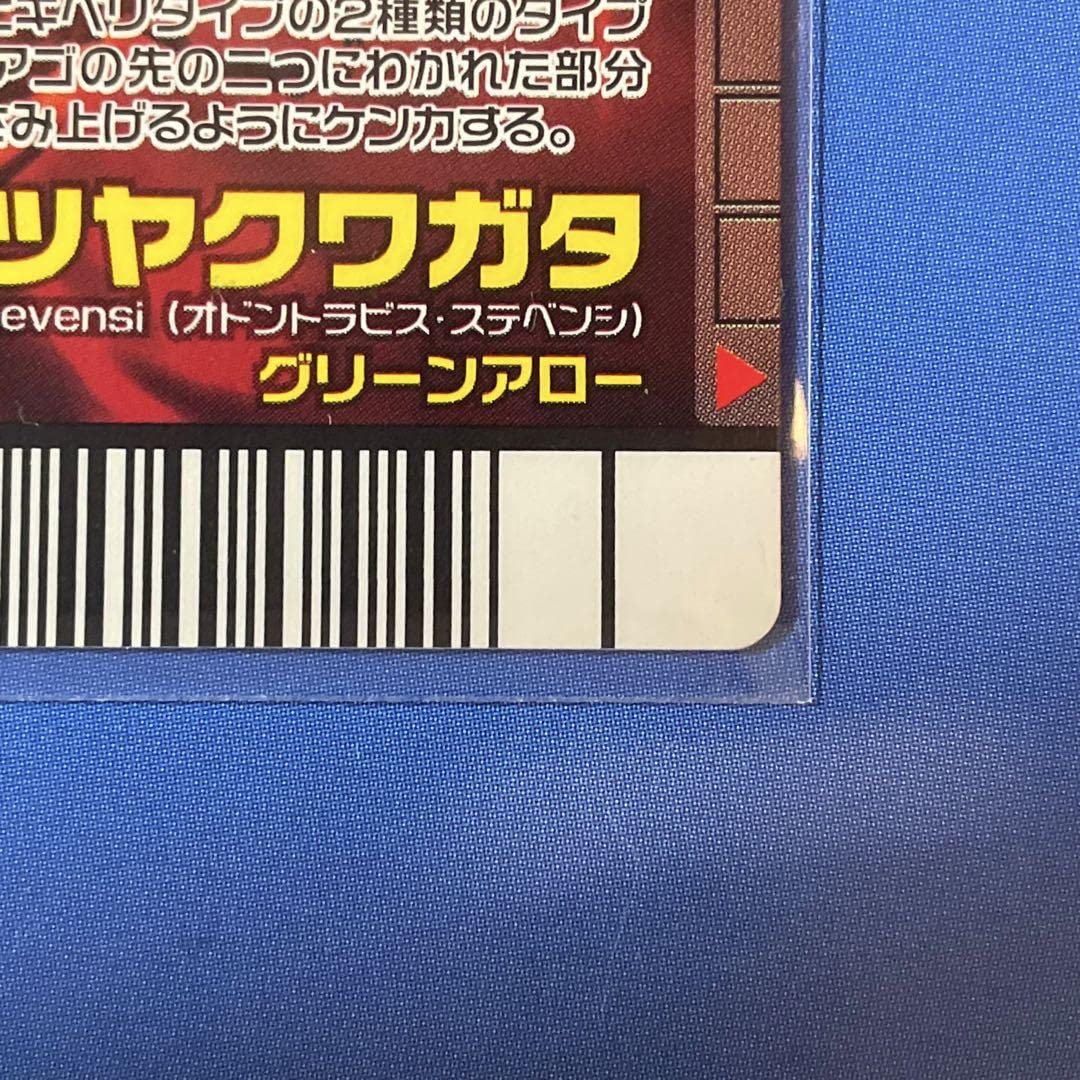 キベリタイプの2種類のタイプ
アゴの先の二つにわかれた部分
み上げるようにケンカする。
ツヤクワガタ
evensi (オドントラビス・ステベンシ)
グリーンアロー